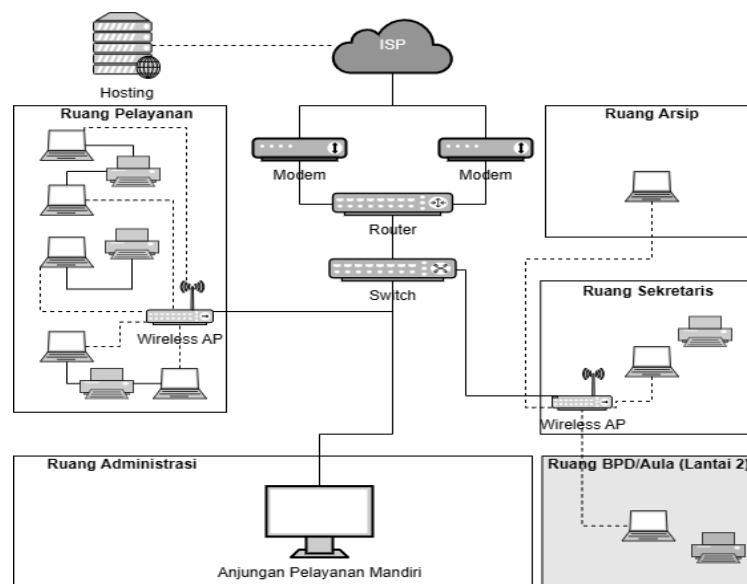 ISP
Hosting
Ruang Pelayanan
Ruang Arsip
Modem
Modem
Router
Switch
Ruang Sekretaris
Wireless AP
Wireless AP
Ruang Administrasi
Ruang BPD/Aula (Lantai 2)
Anjungan Pelayanan Mandiri